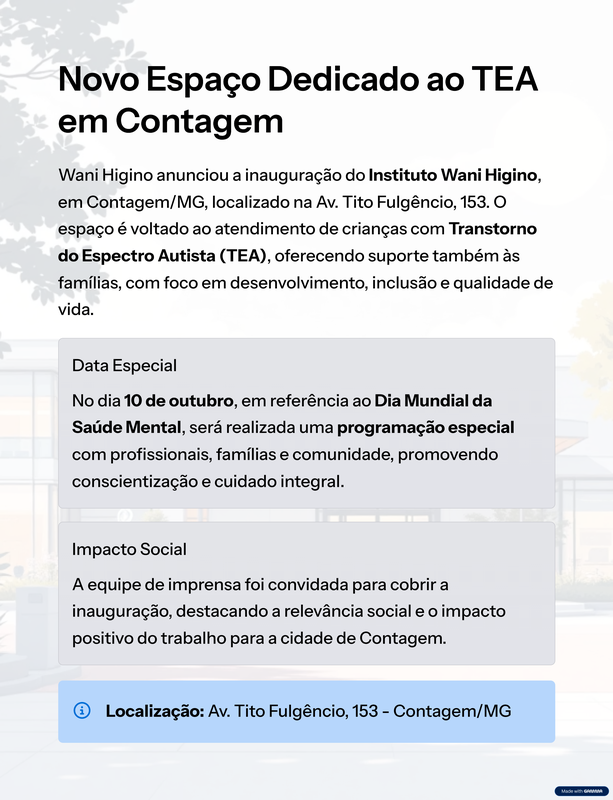 Novo Espaço Dedicado ao TEA
em Contagem
Wani Higino anunciou a inauguração do Instituto Wani Higino,
em Contagem/MG, localizado na Av. Tito Fulgêncio, 153. O
espaço é voltado ao atendimento de crianças com Transtorno
do Espectro Autista (TEA), oferecendo suporte também às
famílias, com foco em desenvolvimento, inclusão e qualidade de
vida.
Data Especial
No dia 10 de outubro, em referência ao Dia Mundial da
Saúde Mental, será realizada uma programação especial
com profissionais, famílias e comunidade, promovendo
conscientização e cuidado integral.
Impacto Social
A equipe de imprensa foi convidada para cobrir a
inauguração, destacando a relevância social e o impacto
positivo do trabalho para a cidade de Contagem.
Localização: Av. Tito Fulgêncio, 153 - Contagem/MG
Made with GAMMA